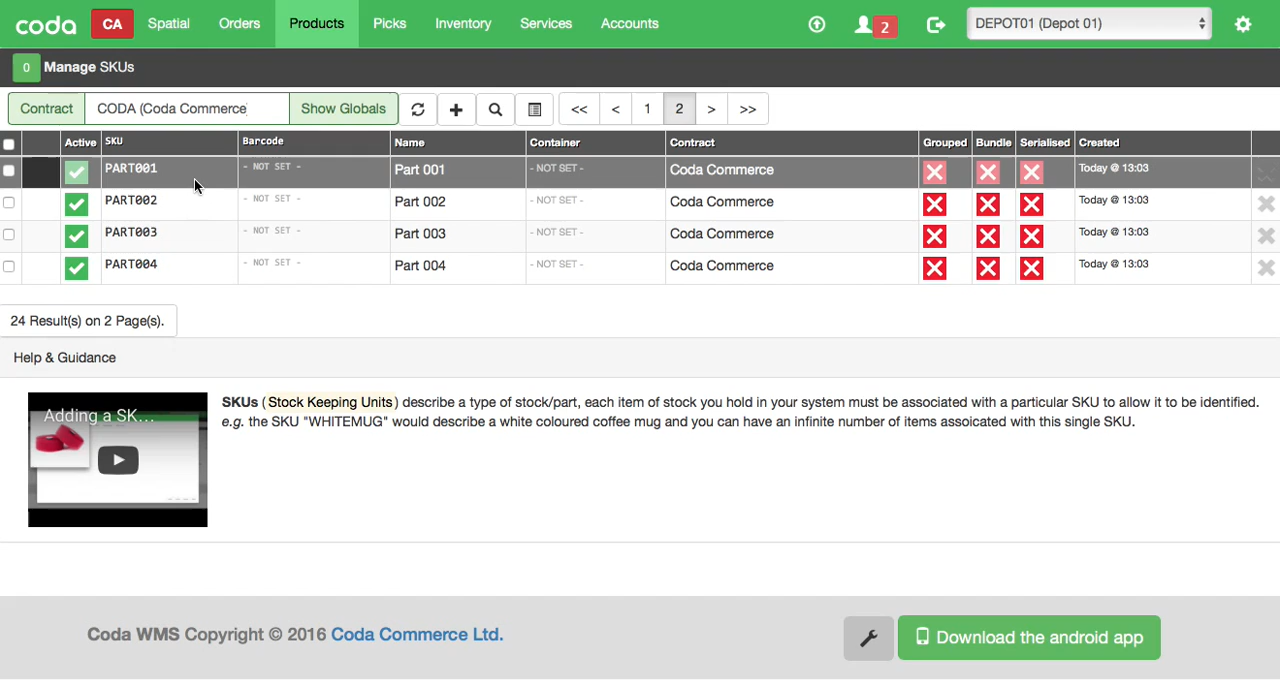 coda CA Spatial Orders Products Picks Inventory Services Accounts 2 DEPOT01 (Depot 01)
0 Manage SKUs
Contract CODA (Coda Commerce Show Globals << < 1 2 > >>
Active SKU Barcode Name Container Contract Grouped Bundle Serialised Created
PART001 - NOT SET - Part 001 - NOT SET - Coda Commerce Today @ 13:03
PART002 - NOT SET - Part 002 - NOT SET - Coda Commerce Today @ 13:03
PART003 - NOT SET - Part 003 - NOT SET - Coda Commerce Today @ 13:03
PART004 - NOT SET - Part 004 - NOT SET - Coda Commerce Today @ 13:03
24 Result(s) on 2 Page(s).
Help & Guidance
Adding a SK...
SKUs (Stock Keeping Units) describe a type of stock/part, each item of stock you hold in your system must be associated with a particular SKU to allow it to be identified.
e.g. the SKU "WHITEMUG" would describe a white coloured coffee mug and you can have an infinite number of items assoicated with this single SKU.
Coda WMS Copyright © 2016 Coda Commerce Ltd.
Download the android app